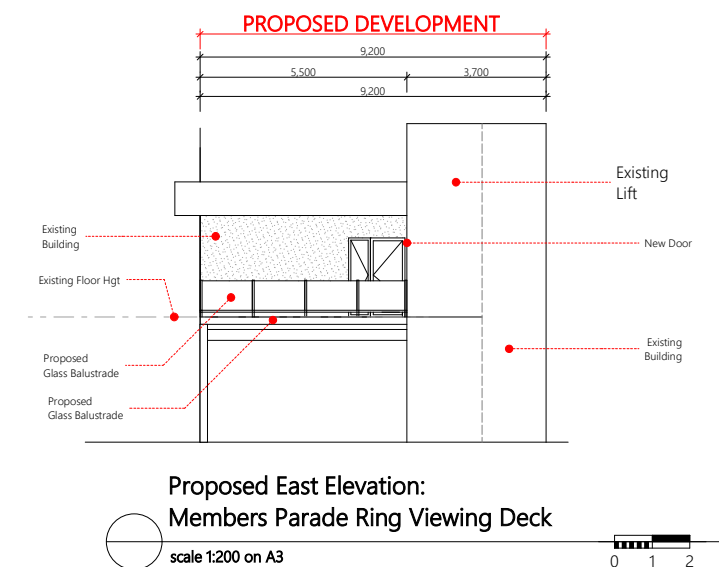 PROPOSED DEVELOPMENT
9,200
5,500
3,700
9,200
Existing
Lift
Existing
Building
New Door
Existing Floor Hgt
Existing
Building
Proposed
Glass Balustrade
Proposed
Glass Balustrade
Proposed East Elevation:
Members Parade Ring Viewing Deck
scale 1:200 on A3
0 1 2